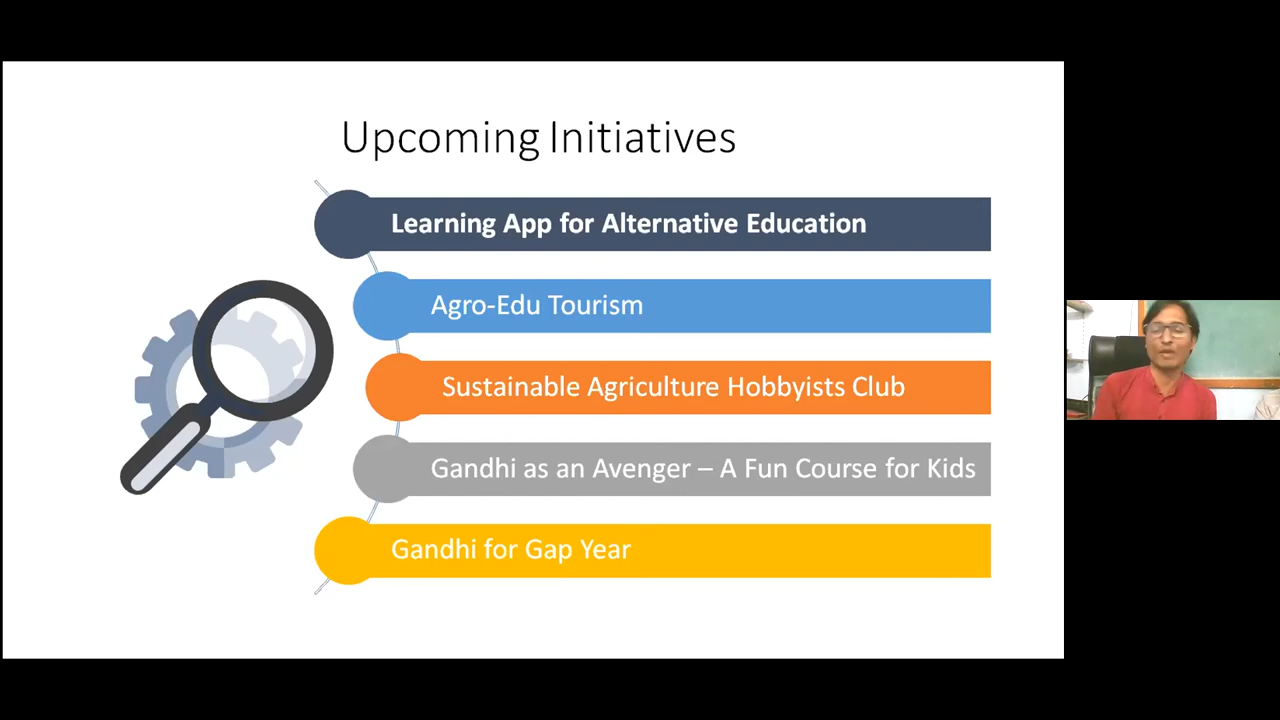 Upcoming Initiatives
Learning App for Alternative Education
Agro-Edu Tourism
Sustainable Agriculture Hobbyists Club
Gandhi as an Avenger – A Fun Course for Kids
Gandhi for Gap Year